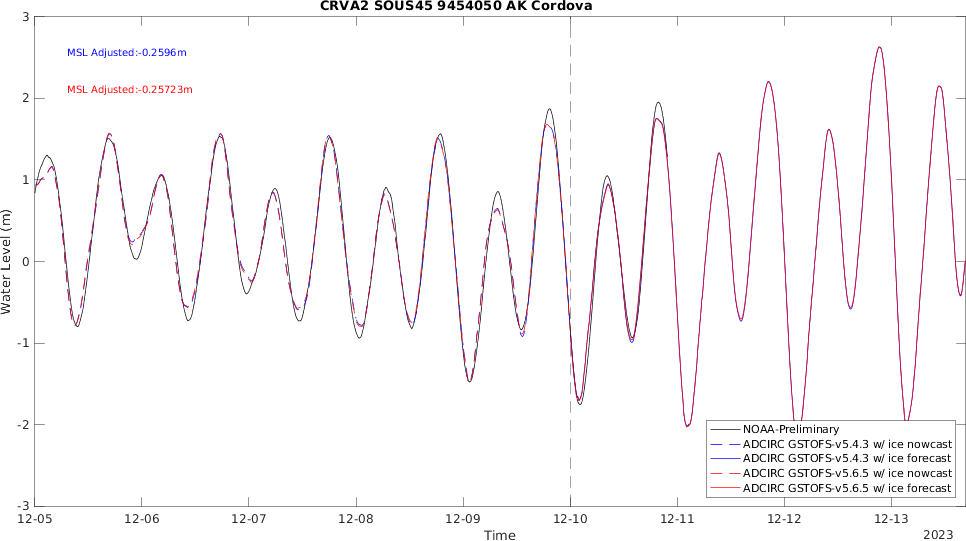 CRVA2 SOUS45 9454050 AK Cordova
MSL Adjusted:-0.2596m
MSL Adjusted:-0.25723m
Water Level (m)
3
2
1
0
-1
-2
-3
NOAA-Preliminary
ADCIRC GSTOFS-v5.4.3 w/ ice nowcast
ADCIRC GSTOFS-v5.4.3 w/ ice forecast
ADCIRC GSTOFS-v5.6.5 w/ ice nowcast
ADCIRC GSTOFS-v5.6.5 w/ ice forecast
12-05 12-06 12-07 12-08 12-09 12-10 12-11 12-12 12-13
Time
2023